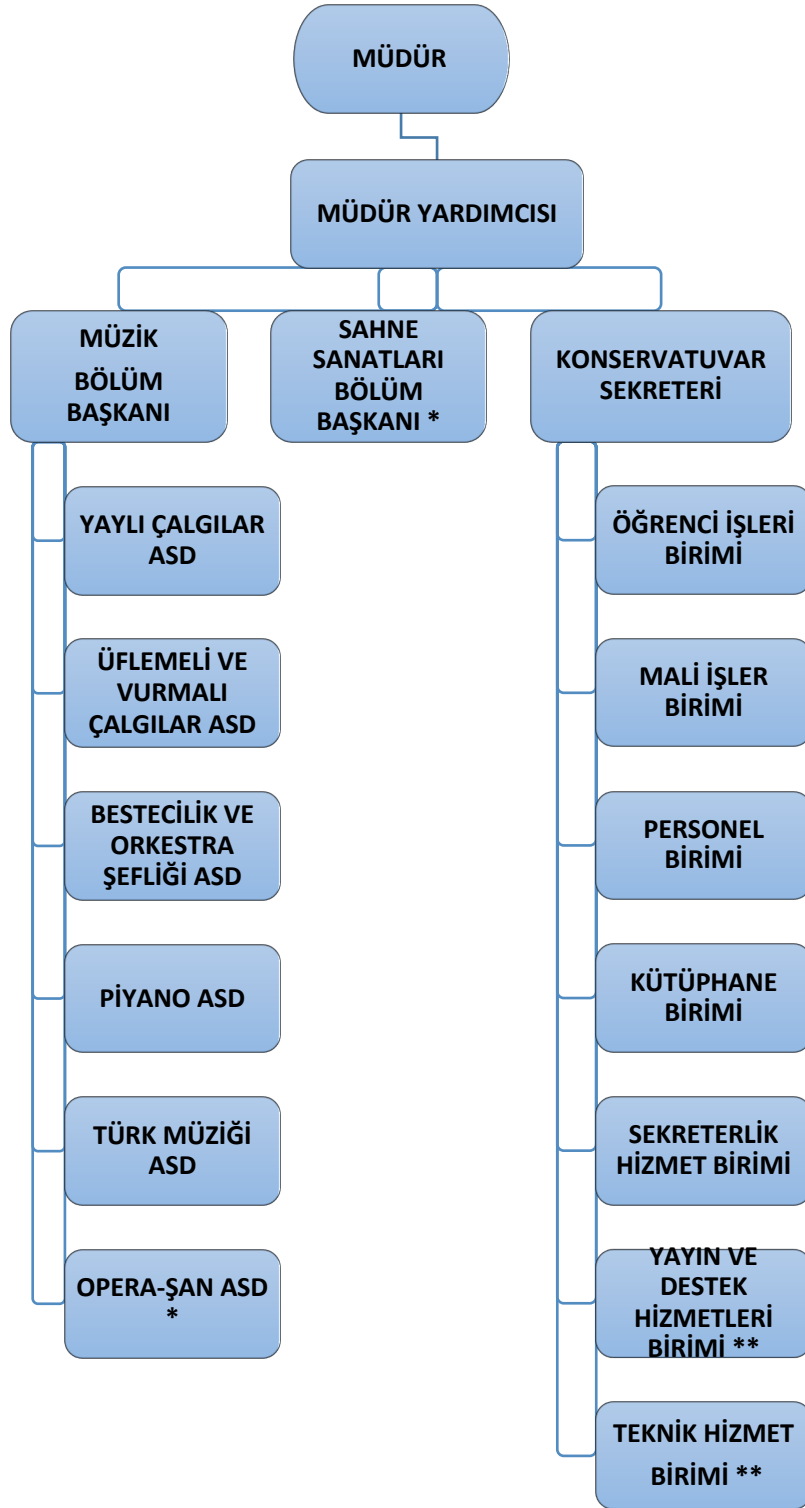 MÜDÜR
MÜDÜR YARDIMCISI
MÜZİK
BÖLÜM
BAŞKANI
SAHNE
SANATLARI
BÖLÜM
BAŞKANI *
KONSERVATUVAR
SEKRETERİ
YAYLI ÇALGILAR
ASD
ÜFLEMELİ VE
VURMALI
ÇALGILAR ASD
BESTECİLİK VE
ORKESTRA
ŞEFLİĞİ ASD
PİYANO ASD
TÜRK MÜZİĞİ
ASD
OPERA-ŞAN ASD
*
ÖĞRENCİ İŞLERİ
BİRİMİ
MALİ İŞLER
BİRİMİ
PERSONEL
BİRİMİ
KÜTÜPHANE
BİRİMİ
SEKRETERLİK
HİZMET BİRİMİ
YAYIN VE
DESTEK
HİZMETLERİ
BİRİMİ **
TEKNİK HİZMET
BİRİMİ **